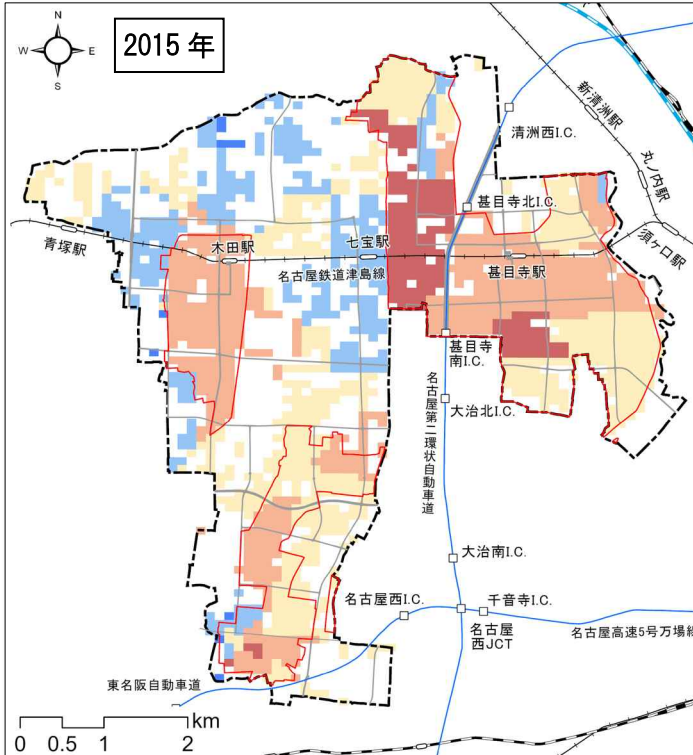 N
W E
S
2015 年
新清洲駅
清洲西I.C.
丸ノ内駅
甚目寺北I.C.
須ヶ口駅
青塚駅
木田駅
七宝駅
名古屋鉄道津島線
甚目寺駅
甚目寺
南I.C.
大治北I.C.
名古屋第二環状自動車道
大治南I.C.
名古屋西I.C.
千音寺I.C.
名古屋
西JCT
名古屋高速5号万場線
東名阪自動車道
km
0 0.5 1 2